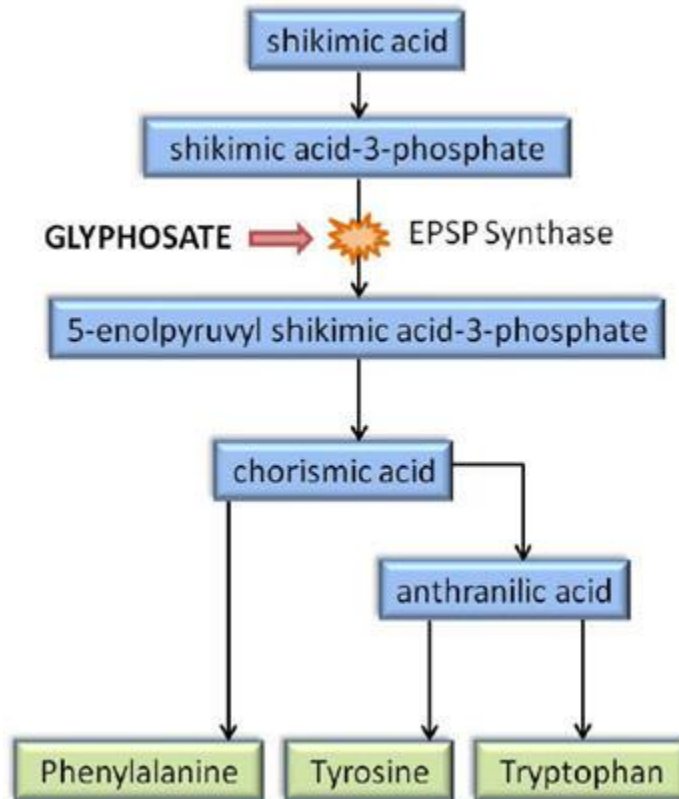 shikimic acid
shikimic acid-3-phosphate
GLYPHOSATE
EPSP Synthase
5-enolpyruvyl shikimic acid-3-phosphate
chorismic acid
anthranilic acid
Phenylalanine
Tyrosine
Tryptophan